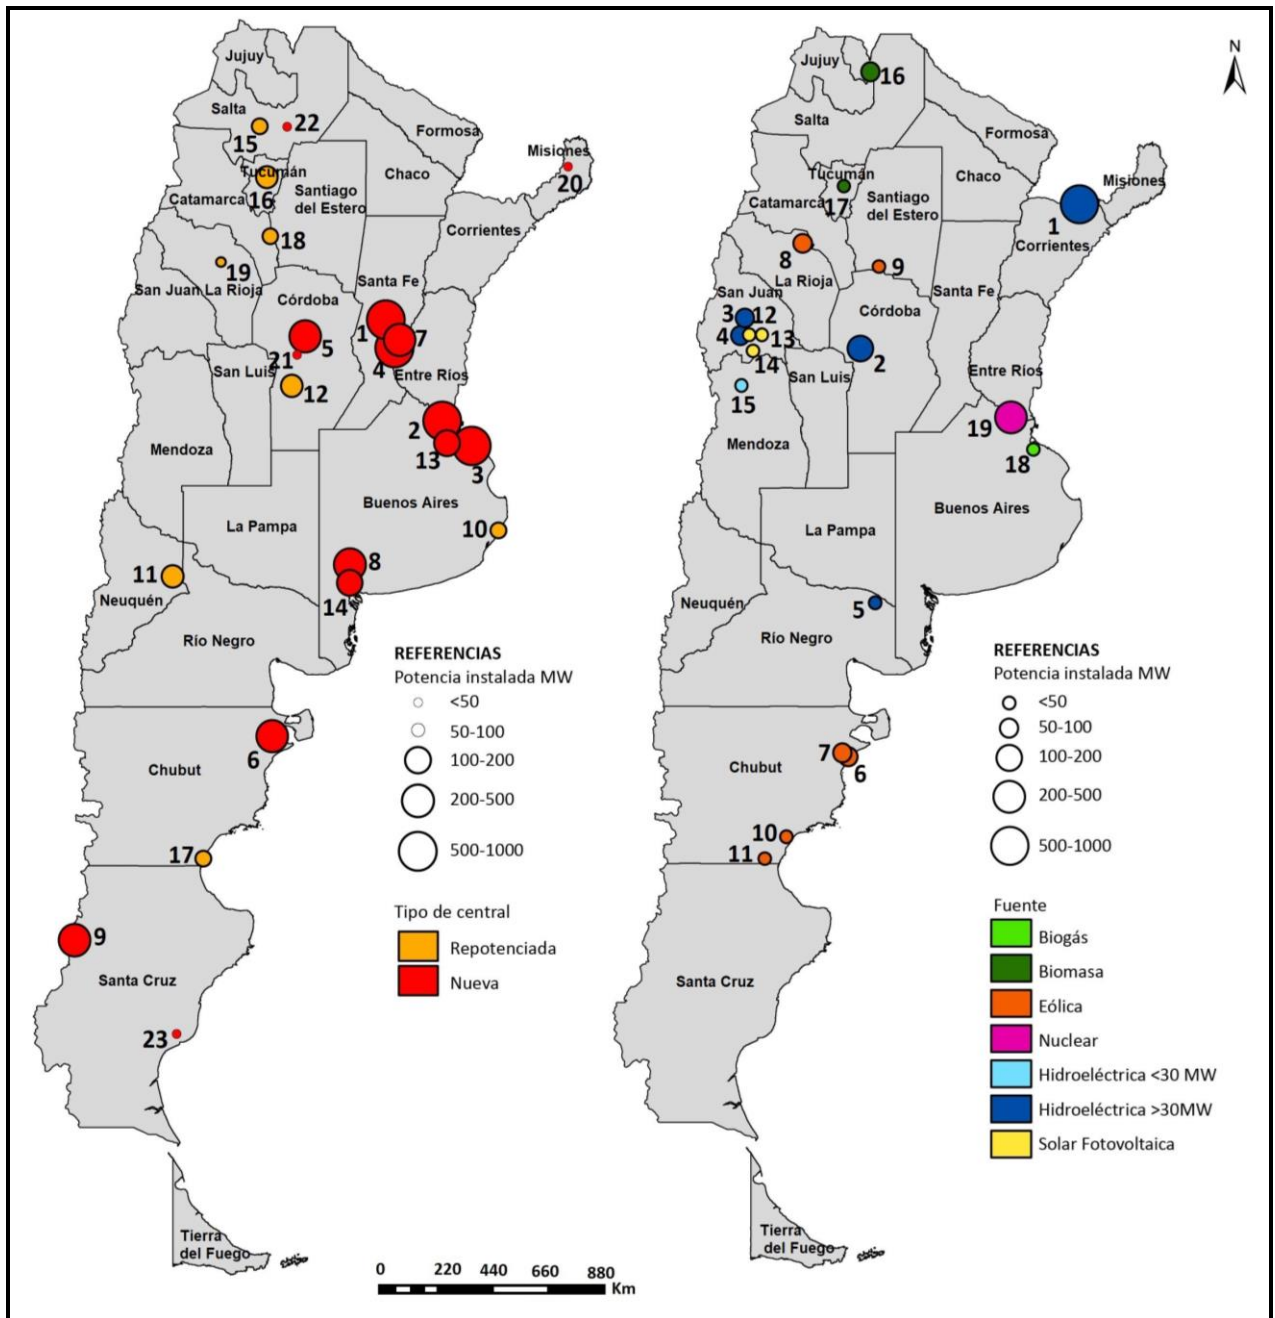 Jujuy
Salta
22
15
Formosa
Misiones
20
Tucumán
16
Chaco
Santiago
del Estero
Catamarca
Corrientes
18
19
San Juan
La Rioja
Santa Fe
Córdoba
1
7
5
4
21
San Luis
12
Entre Ríos
2
13
3
Mendoza
Buenos Aires
La Pampa
10
8
11
14
Neuquén
Río Negro
6
Chubut
17
9
Santa Cruz
23
Tierra
del Fuego
REFERENCIAS
Potencia instalada MW
<50
50-100
100-200
200-500
500-1000
Tipo de central
Repotenciada
Nueva
0 220 440 660 880
Km
N
Jujuy
16
Salta
Formosa
Misiones
Tucumán
17
Chaco
Santiago
del Estero
Catamarca
1
Corrientes
8
9
La Rioja
San Juan
Santa Fe
Córdoba
3
12
4
13
14
2
San Luis
Entre Ríos
15
19
18
Mendoza
Buenos Aires
La Pampa
5
Neuquén
Río Negro
7
6
Chubut
10
11
Santa Cruz
Tierra
del Fuego
REFERENCIAS
Potencia instalada MW
<50
50-100
100-200
200-500
500-1000
Fuente
Biogás
Biomasa
Eólica
Nuclear
Hidroeléctrica <30 MW
Hidroeléctrica >30MW
Solar Fotovoltaica